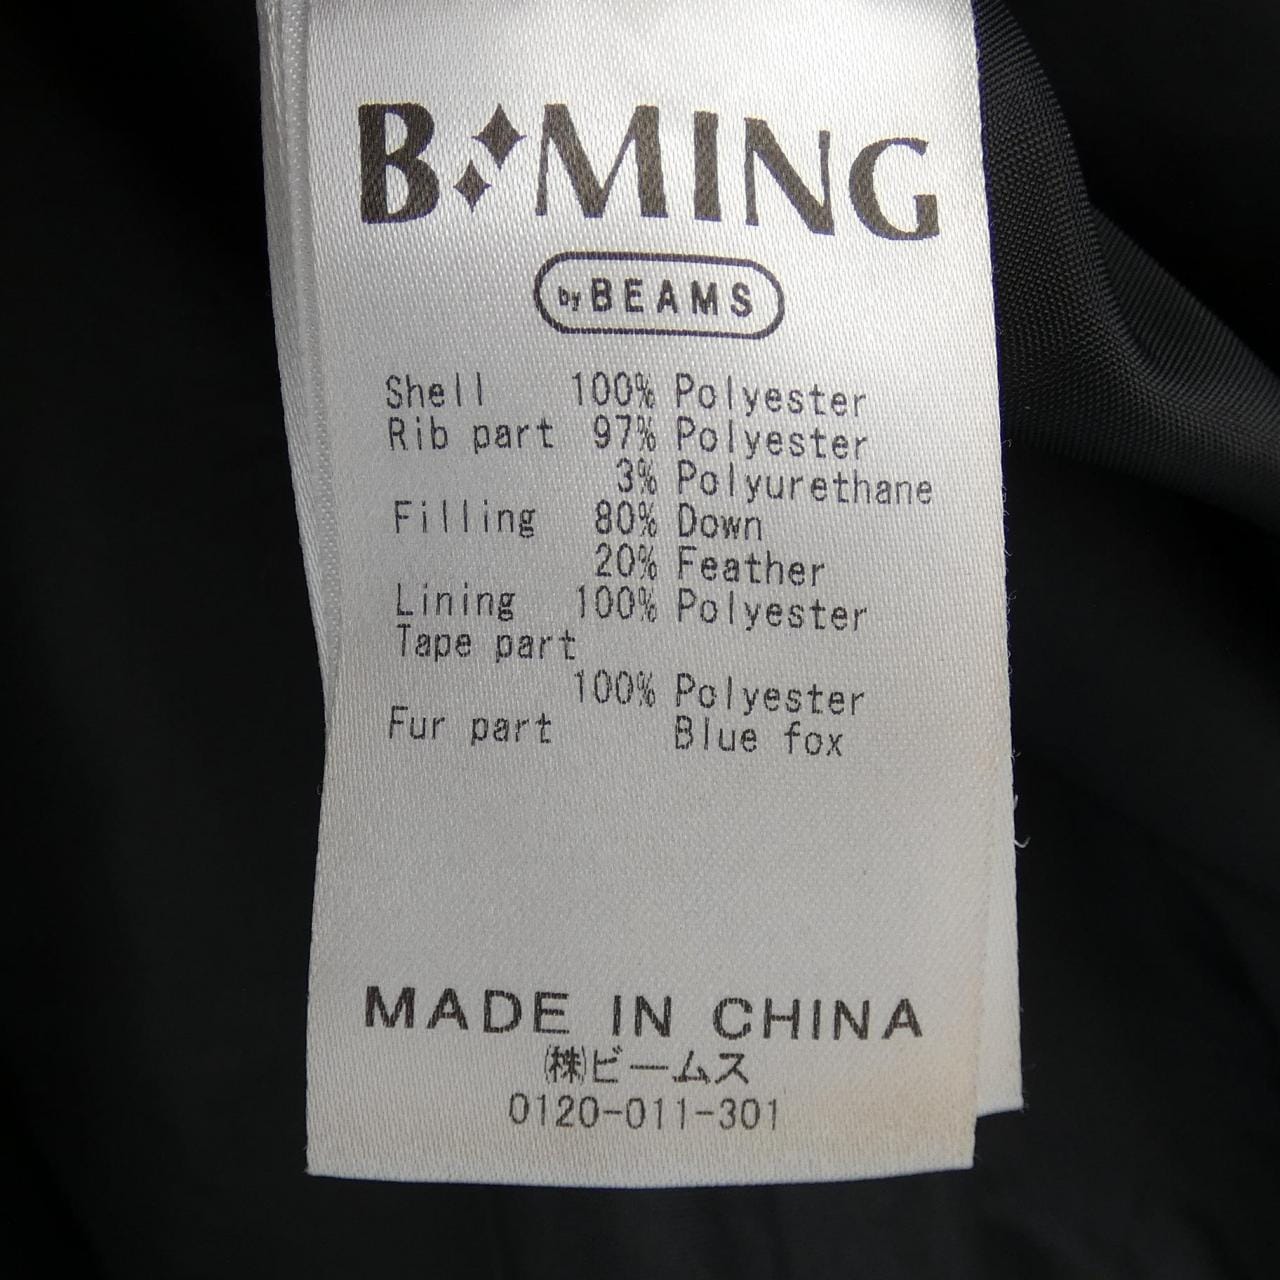 B MING
by BEAMS
Shell 100% Polyester
Rib part 97% Polyester
3% Polyurethane
Filling 80% Down
20% Feather
Lining 100% Polyester
Tape part
100% Polyester
Fur part Blue fox
MADE IN CHINA
㈱ビームス
0120-011-301